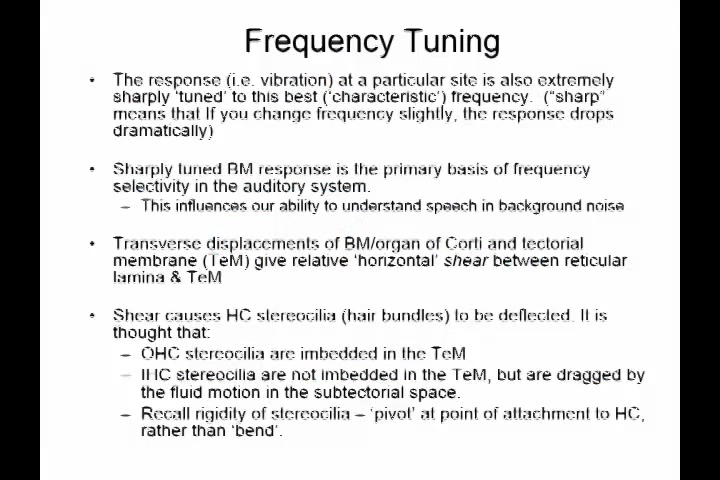 Frequency Tuning
• The response (i.e. vibration) at a particular site is also extremely
sharply 'tuned' to this best ('characteristic') frequency. ("sharp"
means that If you change frequency slightly, the response drops
dramatically)
• Sharply tuned BM response is the primary basis of frequency
selectivity in the auditory system.
– This influences our ability to understand speech in background noise
• Transverse displacements of BM/organ of Corti and tectorial
membrane (TeM) give relative 'horizontal' shear between reticular
lamina & TeM
• Shear causes HC stereocilia (hair bundles) to be deflected. It is
thought that:
– OHC stereocilia are imbedded in the TeM
– IHC stereocilia are not imbedded in the TeM, but are dragged by
the fluid motion in the subtectorial space.
– Recall rigidity of stereocilia – 'pivot' at point of attachment to HC,
rather than 'bend'.